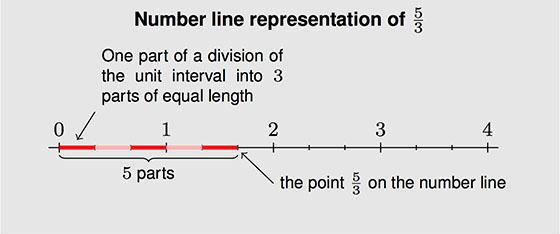 Number line representation of 5/3
One part of a division of
the unit interval into 3
parts of equal length
0 1 2 3 4
5 parts
the point 5/3 on the number line